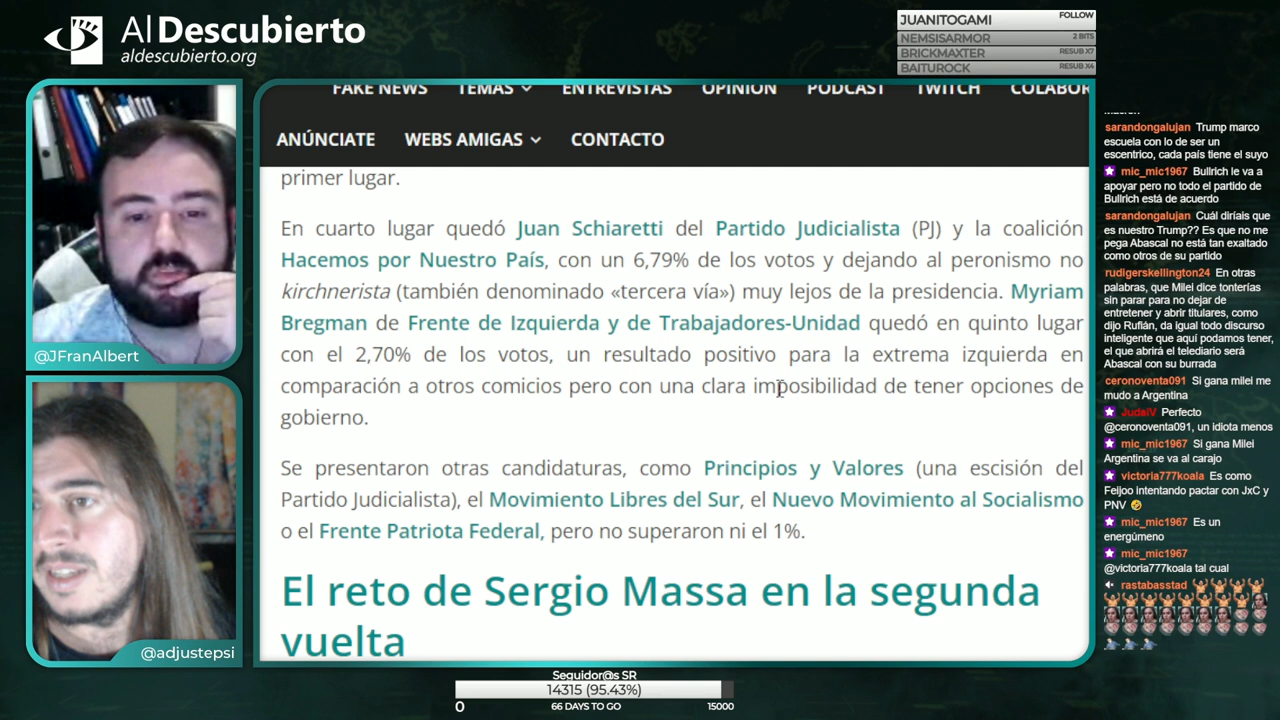 Al Descubierto
aldescubierto.org
JUANITOGAMI FOLLOW
NEMSISARMOR 2 BITS
BRICKMAXTER RESUB X7
BAITUROCK RESUB X4
FAKE NEWS TEMAS ENTREVISTAS OPINIÓN PODCAST TWITCH COLABOR
ANÚNCIATE WEBS AMIGAS CONTACTO
primer lugar.
En cuarto lugar quedó Juan Schiaretti del Partido Judicialista (PJ) y la coalición
Hacemos por Nuestro País, con un 6,79% de los votos y dejando al peronismo no
kirchnerista (también denominado «tercera vía») muy lejos de la presidencia. Myriam
Bregman de Frente de Izquierda y de Trabajadores-Unidad quedó en quinto lugar
con el 2,70% de los votos, un resultado positivo para la extrema izquierda en
comparación a otros comicios pero con una clara imposibilidad de tener opciones de
gobierno.
Se presentaron otras candidaturas, como Principios y Valores (una escisión del
Partido Judicialista), el Movimiento Libres del Sur, el Nuevo Movimiento al Socialismo
o el Frente Patriota Federal, pero no superaron ni el 1%.
El reto de Sergio Massa en la segunda
vuelta
@JFranAlbert
@adjustepsi
sarandongalujan Trump marco
escuela con lo de ser un
escentrico, cada país tiene el suyo
mic_mic1967 Bullrich le va a
apoyar pero no todo el partido de
Bullrich está de acuerdo
sarandongalujan Cuál diríais que
es nuestro Trump?? Es que no me
pega Abascal no está tan exaltado
como otros de su partido
rudigerskellington24 En otras
palabras, que Milei dice tonterías
sin parar para no dejar de
entretener y abrir titulares, como
dijo Rufián, da igual todo discurso
inteligente que aquí podamos tener,
el que abrirá el telediario será
Abascal con su burrada
ceronoventa091 Si gana milei me
mudo a Argentina
JudalV Perfecto
@ceronoventa091, un idiota menos
mic_mic1967 Si gana Milei
Argentina se va al carajo
victoria777koala Es como
Feijoo intentando pactar con JxC y
PNV
mic_mic1967 Es un
energúmeno
mic_mic1967
@victoria777koala tal cual
rastabasstad
Seguidor@s SR
14315 (95.43%)
0 66 DAYS TO GO 15000